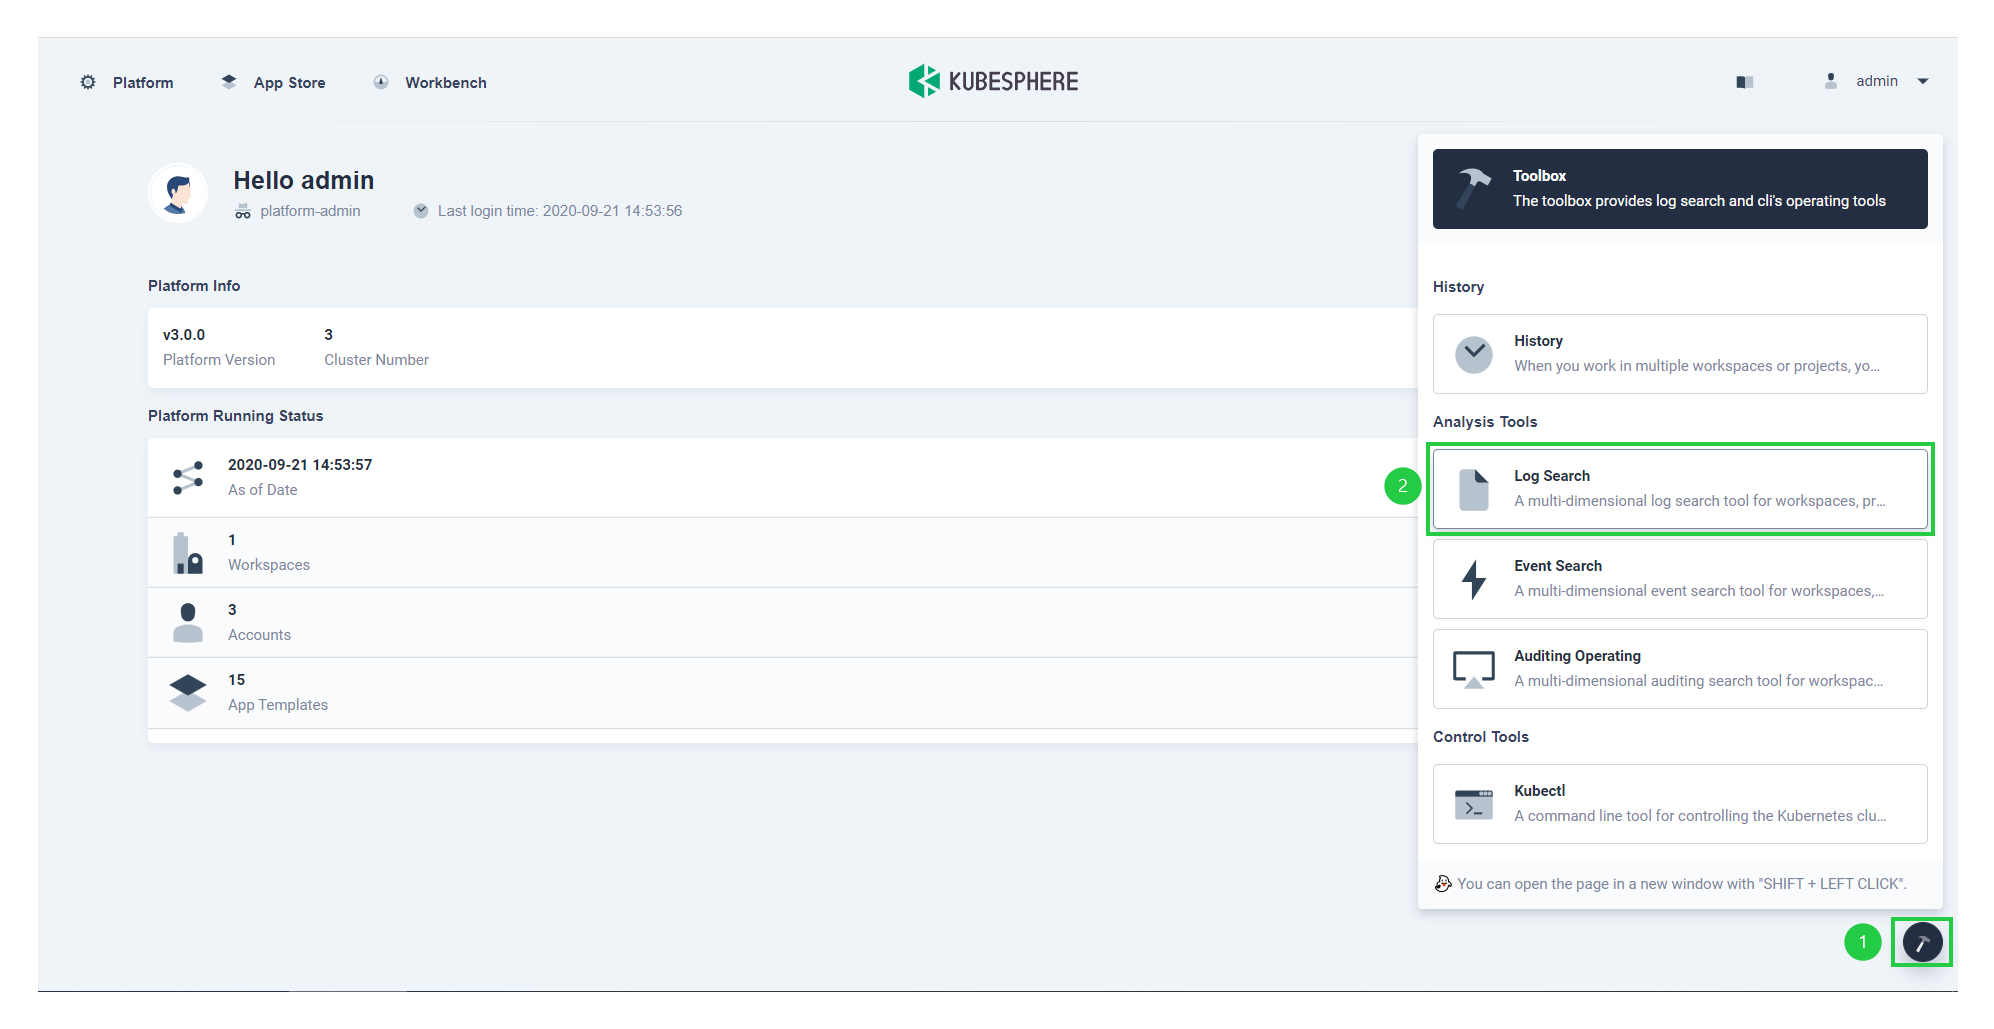 Platform App Store Workbench KUBESPHERE admin
Hello admin
platform-admin Last login time: 2020-09-21 14:53:56
Platform Info
v3.0.0 3
Platform Version Cluster Number
Platform Running Status
2020-09-21 14:53:57
As of Date
1
Workspaces
3
Accounts
15
App Templates
Toolbox
The toolbox provides log search and cli's operating tools
History
History
When you work in multiple workspaces or projects, yo...
Analysis Tools
2
Log Search
A multi-dimensional log search tool for workspaces, pr...
Event Search
A multi-dimensional event search tool for workspaces,...
Auditing Operating
A multi-dimensional auditing search tool for workspac...
Control Tools
Kubectl
A command line tool for controlling the Kubernetes clu...
You can open the page in a new window with "SHIFT + LEFT CLICK".
1